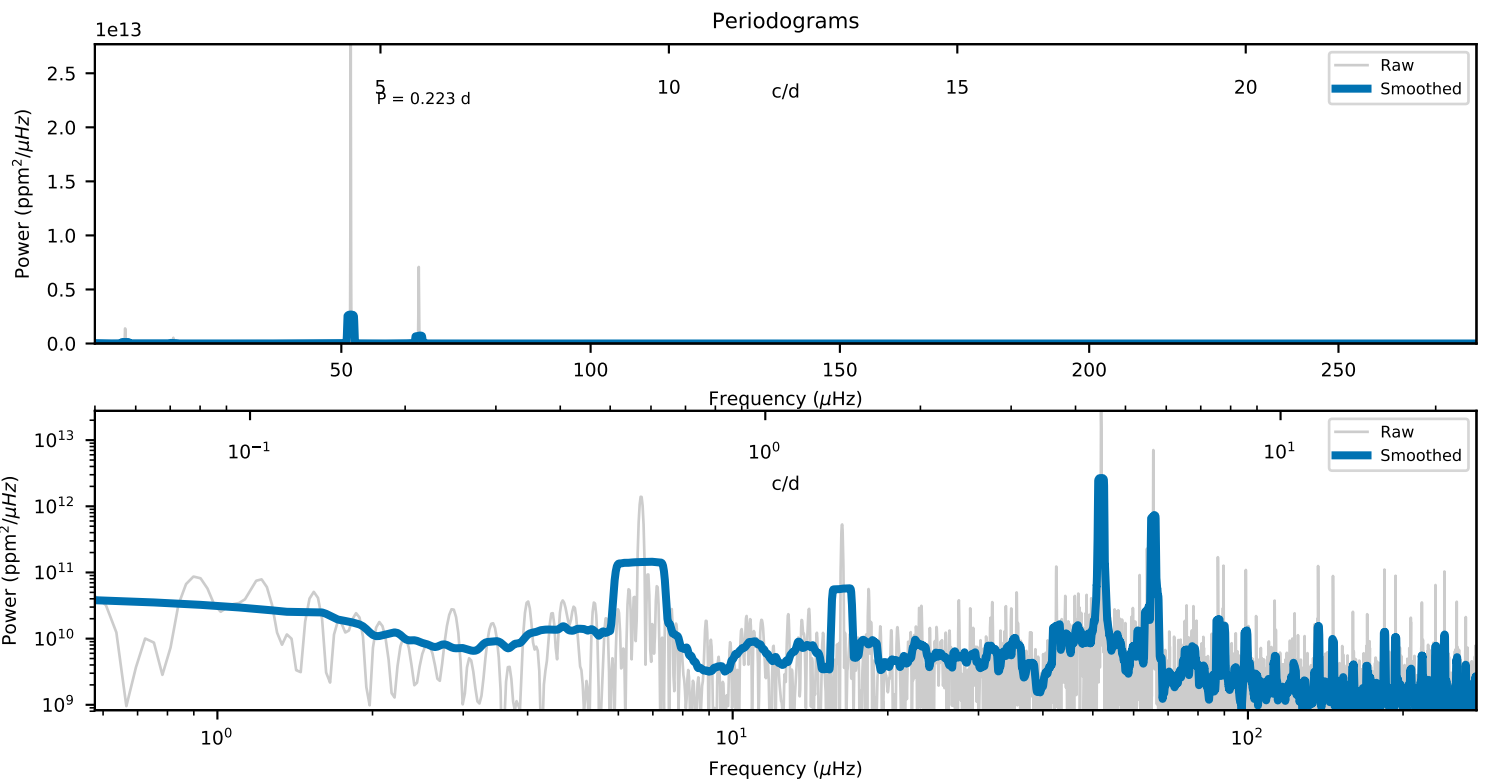 Periodograms
1e13
5 10 15 20
c/d
P = 0.223 d
Raw
Smoothed
2.5
2.0
1.5
1.0
0.5
0.0
Power (ppm²/μHz)
50 100 150 200 250
Frequency (μHz)
10⁻¹ 10⁰ 10¹
c/d
Raw
Smoothed
10¹³
10¹²
10¹¹
10¹⁰
10⁹
Power (ppm²/μHz)
10⁰ 10¹ 10²
Frequency (μHz)